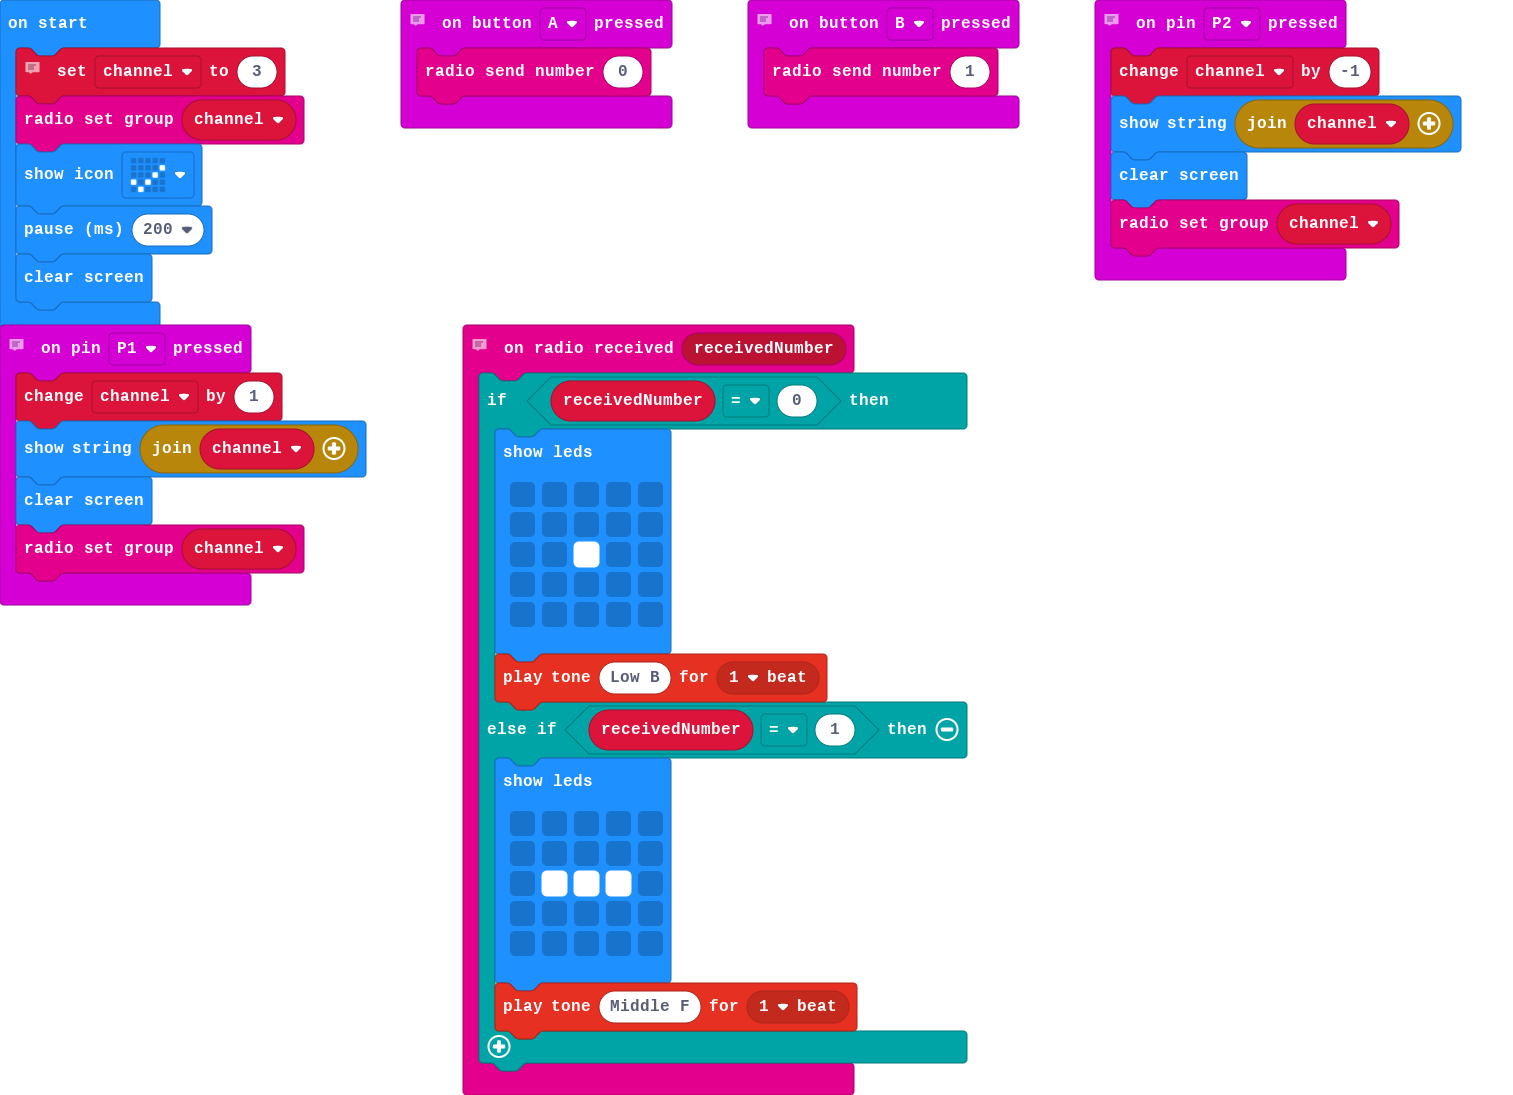 on start
set channel to 3
radio set group channel
show icon
pause (ms) 200
clear screen
on button A pressed
radio send number 0
on button B pressed
radio send number 1
on pin P2 pressed
change channel by -1
show string join channel
clear screen
radio set group channel
on pin P1 pressed
change channel by 1
show string join channel
clear screen
radio set group channel
on radio received receivedNumber
if receivedNumber = 0 then
show leds
play tone Low B for 1 beat
else if receivedNumber = 1 then
show leds
play tone Middle F for 1 beat